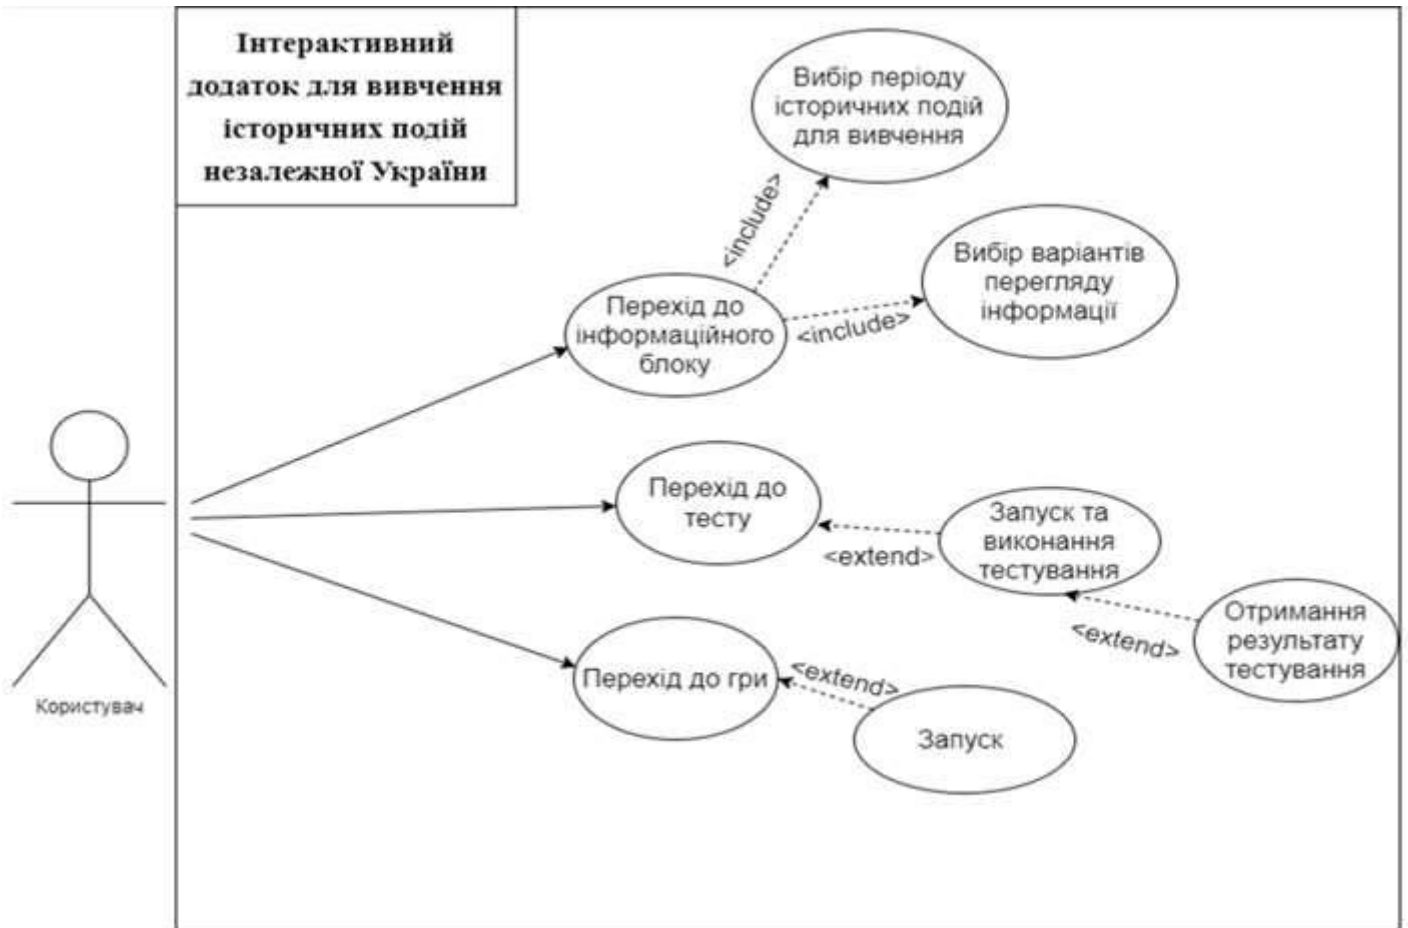 Інтерактивний
додаток для вивчення
історичних подій
незалежної України
Вибір періоду
історичних подій
для вивчення
<include>
Вибір варіантів
перегляду
інформації
<include>
Перехід до
інформаційного
блоку
Перехід до
тесту
<extend>
Запуск та
виконання
тестування
<extend>
Отримання
результату
тестування
Перехід до гри
<extend>
Запуск
Користувач